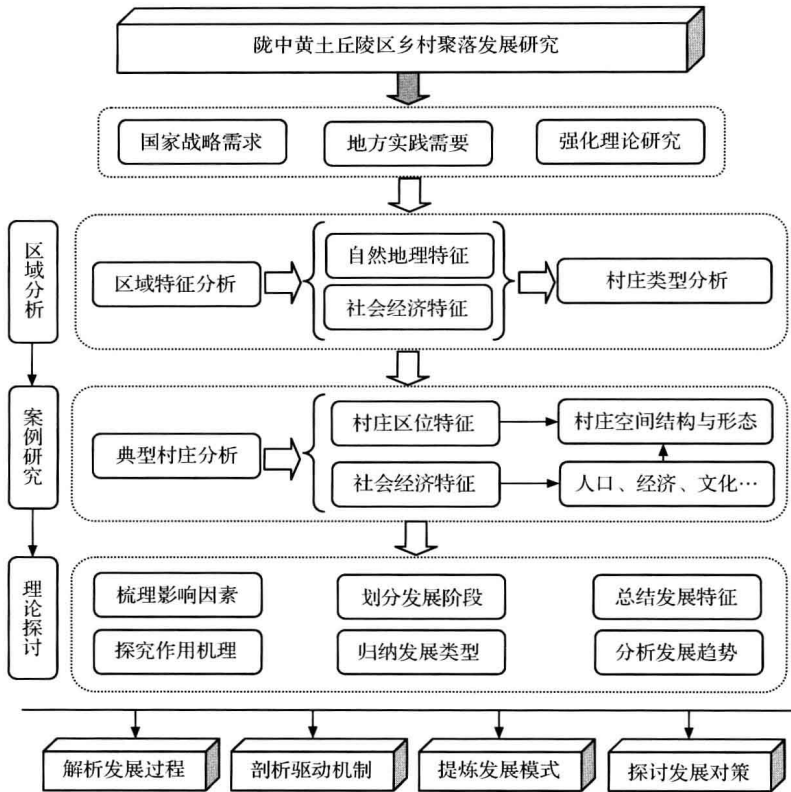 陇中黄土丘陵区乡村聚落发展研究
国家战略需求
地方实践需要
强化理论研究
区域分析
区域特征分析
自然地理特征
社会经济特征
村庄类型分析
案例研究
典型村庄分析
村庄区位特征
村庄空间结构与形态
社会经济特征
人口、经济、文化…
理论探讨
梳理影响因素
划分发展阶段
总结发展特征
探究作用机理
归纳发展类型
分析发展趋势
解析发展过程
剖析驱动机制
提炼发展模式
探讨发展对策